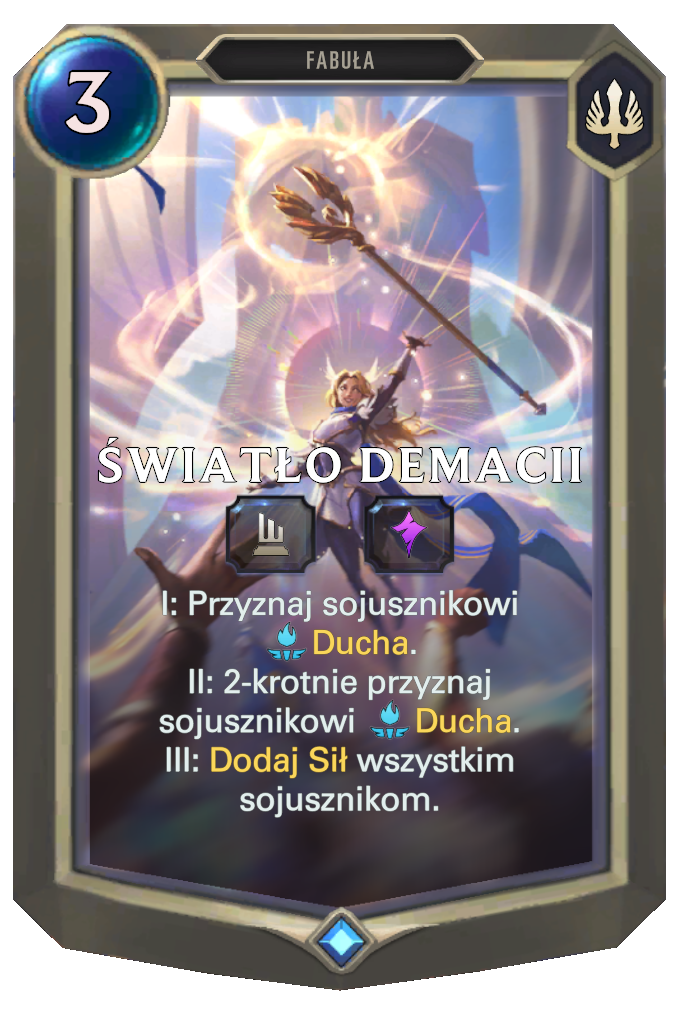 3
FABUŁA
ŚWIATŁO DEMACII
I: Przyznaj sojusznikowi
Ducha.
II: 2-krotnie przyznaj
sojusznikowi Ducha.
III: Dodaj Sił wszystkim
sojusznikom.